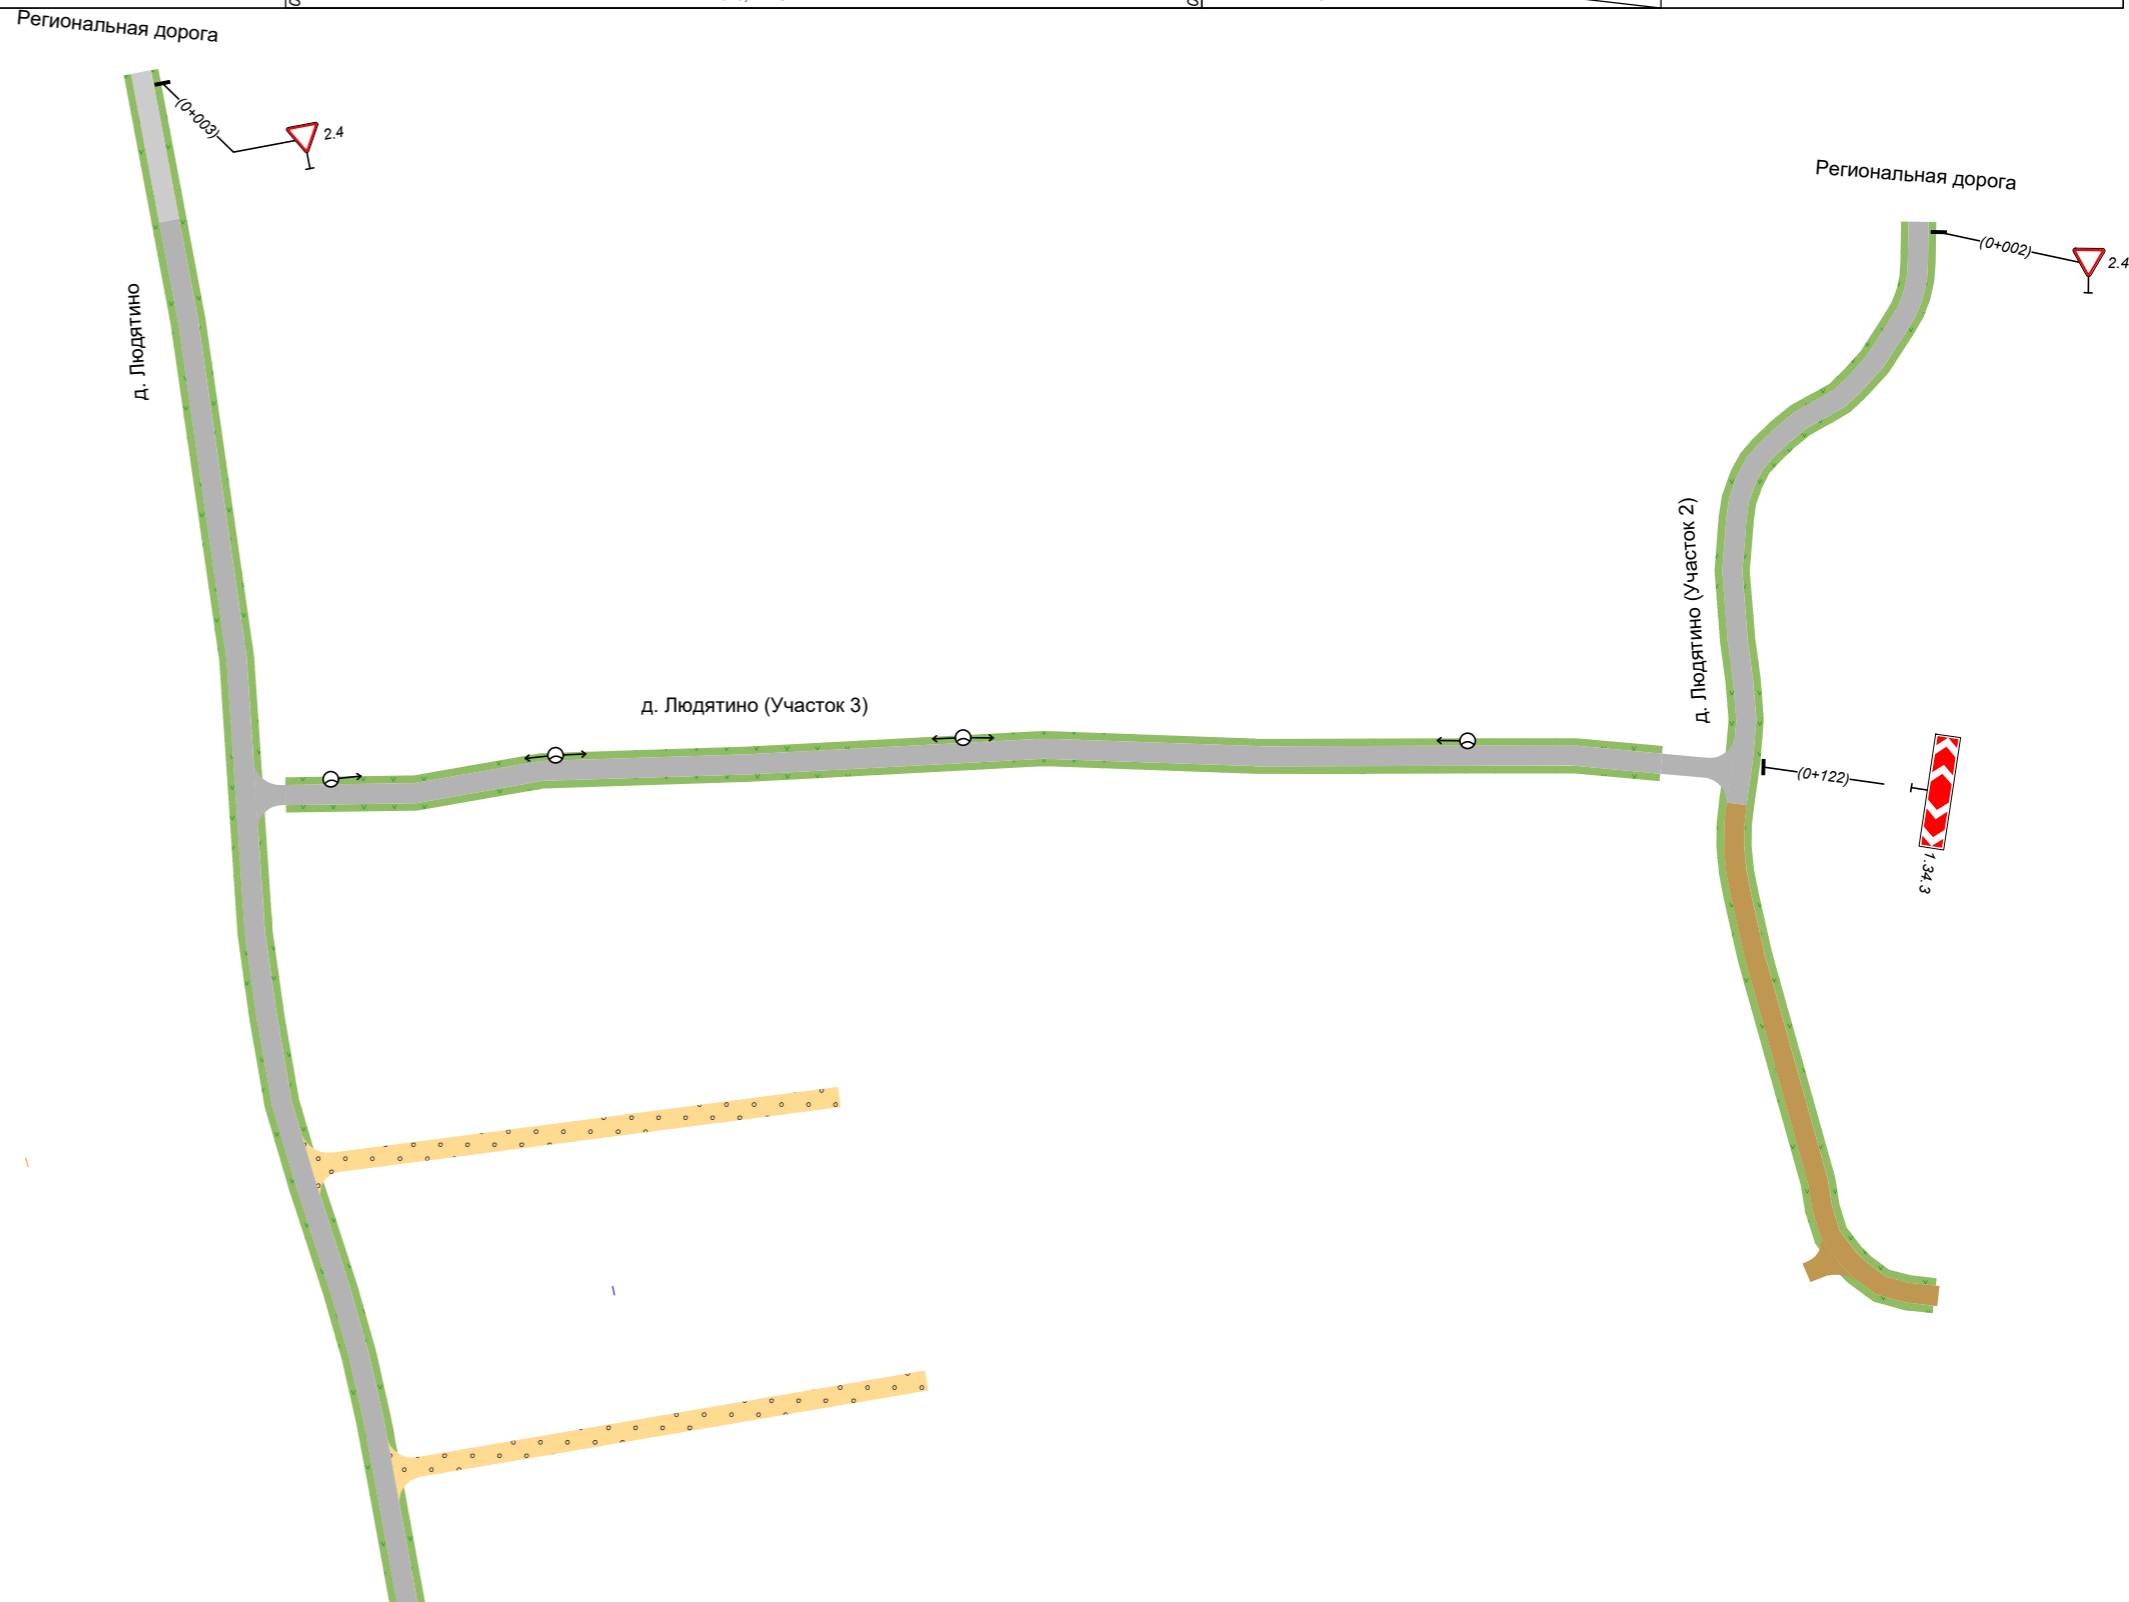 Региональная дорога
(0+003)
2.4
Региональная дорога
(0+002)
2.4
д. Людятино
д. Людятино (Участок 2)
д. Людятино (Участок 3)
(0+122)
1.34.3